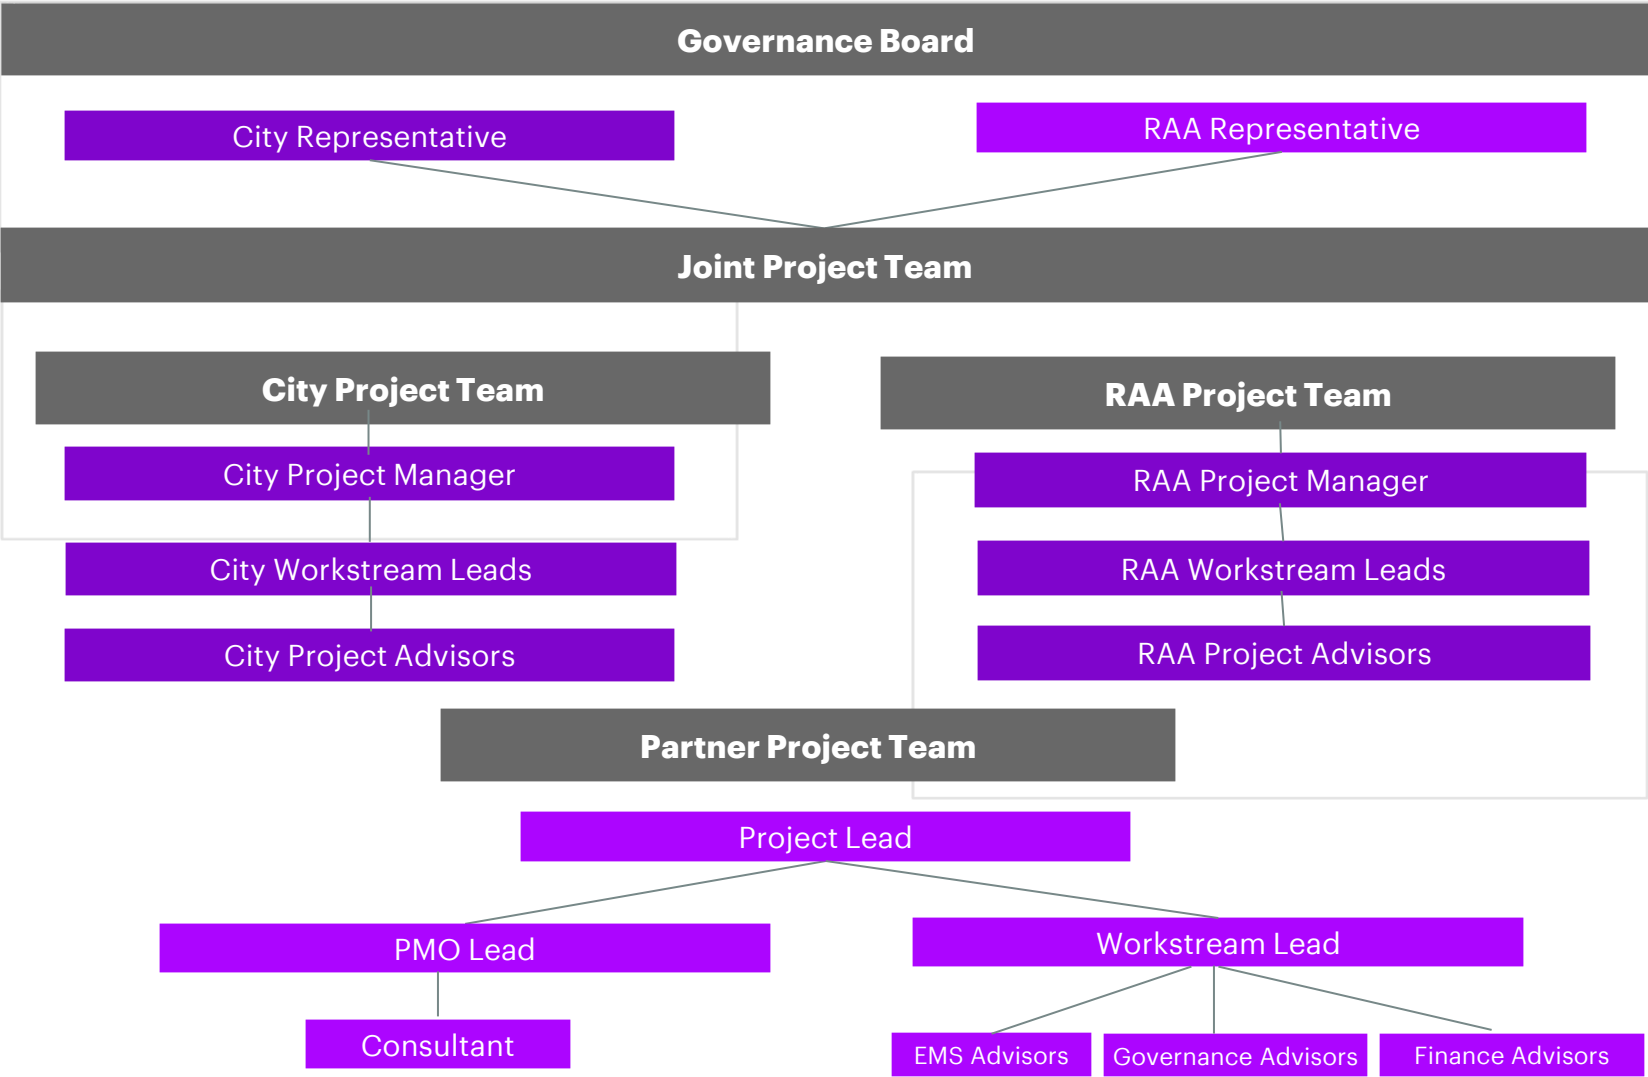 Governance Board
City Representative
RAA Representative
Joint Project Team
City Project Team
RAA Project Team
City Project Manager
RAA Project Manager
City Workstream Leads
RAA Workstream Leads
City Project Advisors
RAA Project Advisors
Partner Project Team
Project Lead
PMO Lead
Workstream Lead
Consultant
EMS Advisors
Governance Advisors
Finance Advisors